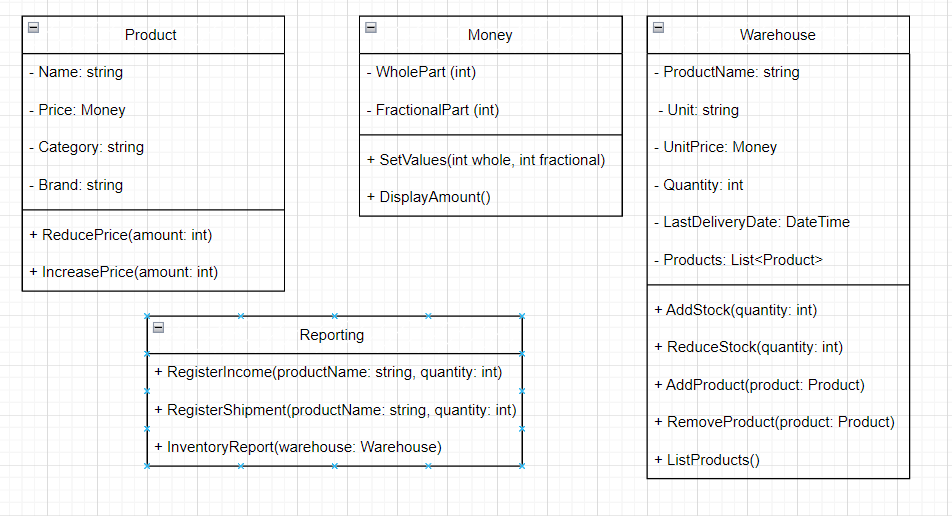 Product
- Name: string
- Price: Money
- Category: string
- Brand: string
+ ReducePrice(amount: int)
+ IncreasePrice(amount: int)
Money
- WholePart (int)
- FractionalPart (int)
+ SetValues(int whole, int fractional)
+ DisplayAmount()
Warehouse
- ProductName: string
- Unit: string
- UnitPrice: Money
- Quantity: int
- LastDeliveryDate: DateTime
- Products: List<Product>
+ AddStock(quantity: int)
+ ReduceStock(quantity: int)
+ AddProduct(product: Product)
+ RemoveProduct(product: Product)
+ ListProducts()
Reporting
+ RegisterIncome(productName: string, quantity: int)
+ RegisterShipment(productName: string, quantity: int)
+ InventoryReport(warehouse: Warehouse)